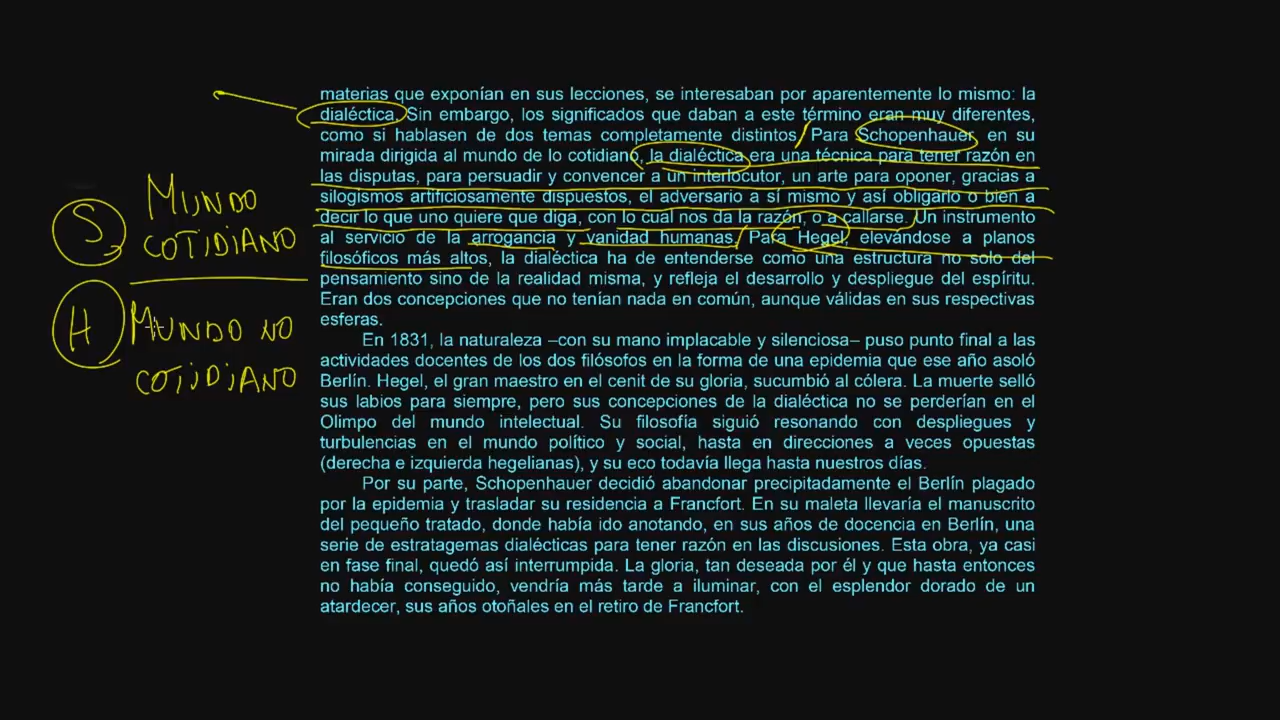 materias que exponían en sus lecciones, se interesaban por aparentemente lo mismo: la
dialéctica. Sin embargo, los significados que daban a este término eran muy diferentes,
como si hablasen de dos temas completamente distintos. Para Schopenhauer, en su
mirada dirigida al mundo de lo cotidiano, la dialéctica era una técnica para tener razón en
las disputas, para persuadir y convencer a un interlocutor, un arte para oponer, gracias a
silogismos artificiosamente dispuestos, el adversario a sí mismo y así obligarlo o bien a
decir lo que uno quiere que diga, con lo cual nos da la razón, o a callarse. Un instrumento
al servicio de la arrogancia y vanidad humanas. Para Hegel, elevándose a planos
filosóficos más altos, la dialéctica ha de entenderse como una estructura no solo del
pensamiento sino de la realidad misma, y refleja el desarrollo y despliegue del espíritu.
Eran dos concepciones que no tenían nada en común, aunque válidas en sus respectivas
esferas.
En 1831, la naturaleza –con su mano implacable y silenciosa– puso punto final a las
actividades docentes de los dos filósofos en la forma de una epidemia que ese año asoló
Berlín. Hegel, el gran maestro en el cenit de su gloria, sucumbió al cólera. La muerte selló
sus labios para siempre, pero sus concepciones de la dialéctica no se perderían en el
Olimpo del mundo intelectual. Su filosofía siguió resonando con despliegues y
turbulencias en el mundo político y social, hasta en direcciones a veces opuestas
(derecha e izquierda hegelianas), y su eco todavía llega hasta nuestros días.
Por su parte, Schopenhauer decidió abandonar precipitadamente el Berlín plagado
por la epidemia y trasladar su residencia a Francfort. En su maleta llevaría el manuscrito
del pequeño tratado, donde había ido anotando, en sus años de docencia en Berlín, una
serie de estratagemas dialécticas para tener razón en las discusiones. Esta obra, ya casi
en fase final, quedó así interrumpida. La gloria, tan deseada por él y que hasta entonces
no había conseguido, vendría más tarde a iluminar, con el esplendor dorado de un
atardecer, sus años otoñales en el retiro de Francfort.
S MUNDO
COTIDIANO
H MUNDO NO
COTIDIANO